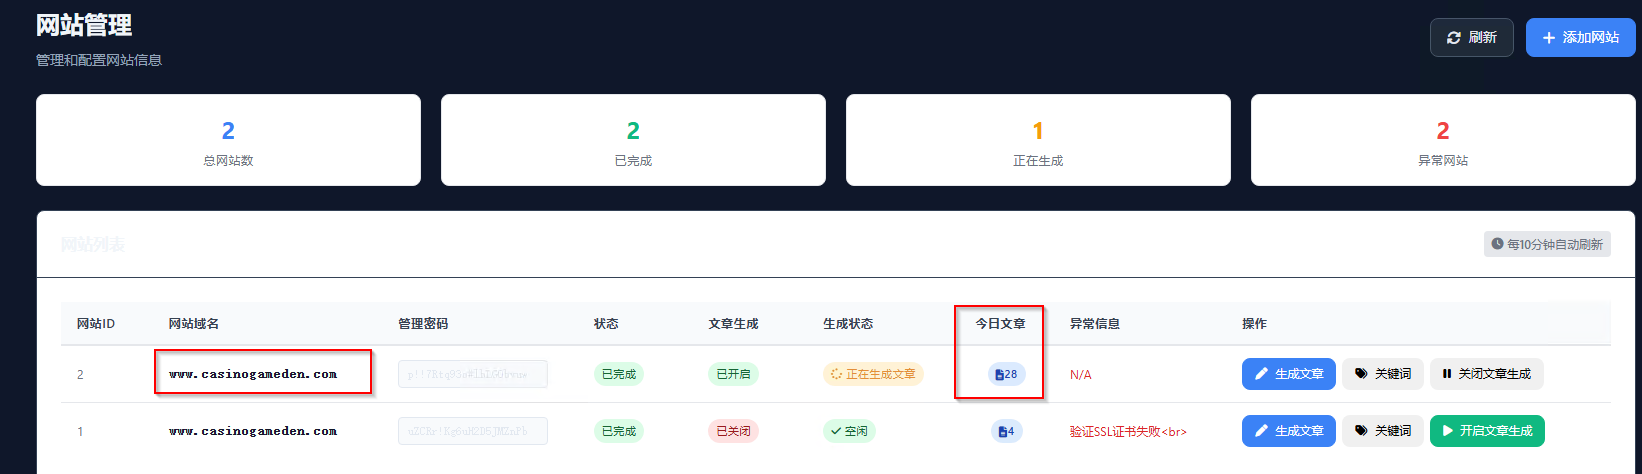 网站管理
刷新
添加网站
管理和配置网站信息
2
2
1
2
总网站数
已完成
正在生成
异常网站
网站列表
每10分钟自动刷新
网站ID 网站域名 管理密码 状态 文章生成 生成状态 今日文章 异常信息 操作
2 www.casinogameden.com 已完成 已开启 正在生成文章 28 N/A 生成文章 关键词 关闭文章生成
1 www.casinogameden.com 已完成 已关闭 空闲 4 验证SSL证书失败<br> 生成文章 关键词 开启文章生成